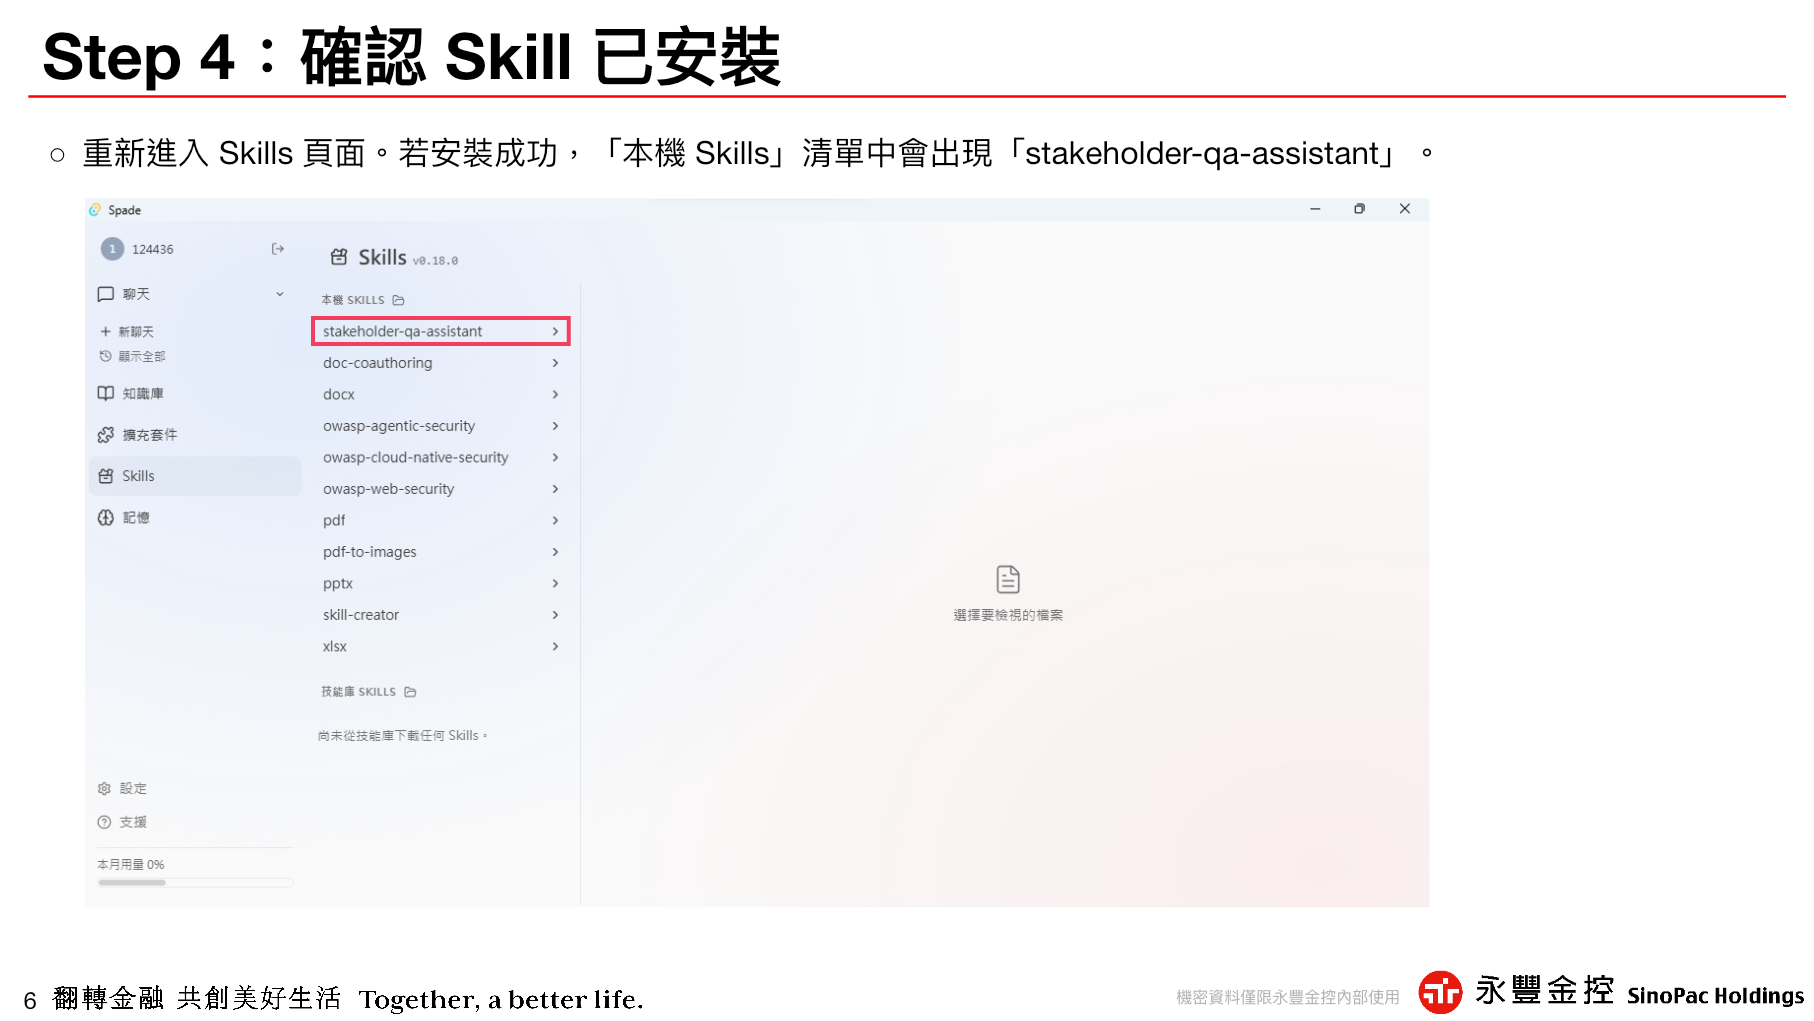 Step 4：確認 Skill 已安裝
○ 重新進入 Skills 頁面。若安裝成功，「本機 Skills」清單中會出現「stakeholder-qa-assistant」。
Spade
1 124436
聊天
新聊天
顯示全部
知識庫
擴充套件
Skills
記憶
設定
支援
本月用量 0%
Skills v0.18.0
本機 SKILLS
stakeholder-qa-assistant
doc-coauthoring
docx
owasp-agentic-security
owasp-cloud-native-security
owasp-web-security
pdf
pdf-to-images
pptx
skill-creator
xlsx
技能庫 SKILLS
尚未從技能庫下載任何 Skills。
選擇要檢視的檔案
6 翻轉金融 共創美好生活 Together, a better life.
機密資料僅限永豐金控內部使用
永豐金控 SinoPac Holdings